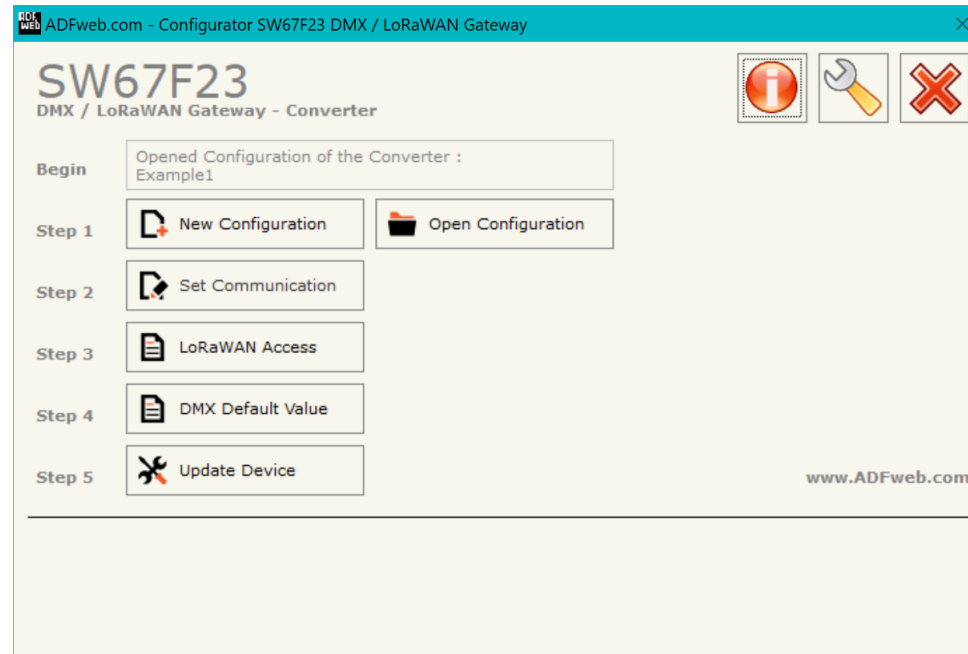 ADF web ADFweb.com - Configurator SW67F23 DMX / LoRaWAN Gateway
SW67F23
DMX / LoRaWAN Gateway - Converter
Begin
Opened Configuration of the Converter :
Example1
Step 1
New Configuration
Open Configuration
Step 2
Set Communication
Step 3
LoRaWAN Access
Step 4
DMX Default Value
Step 5
Update Device
www.ADFweb.com